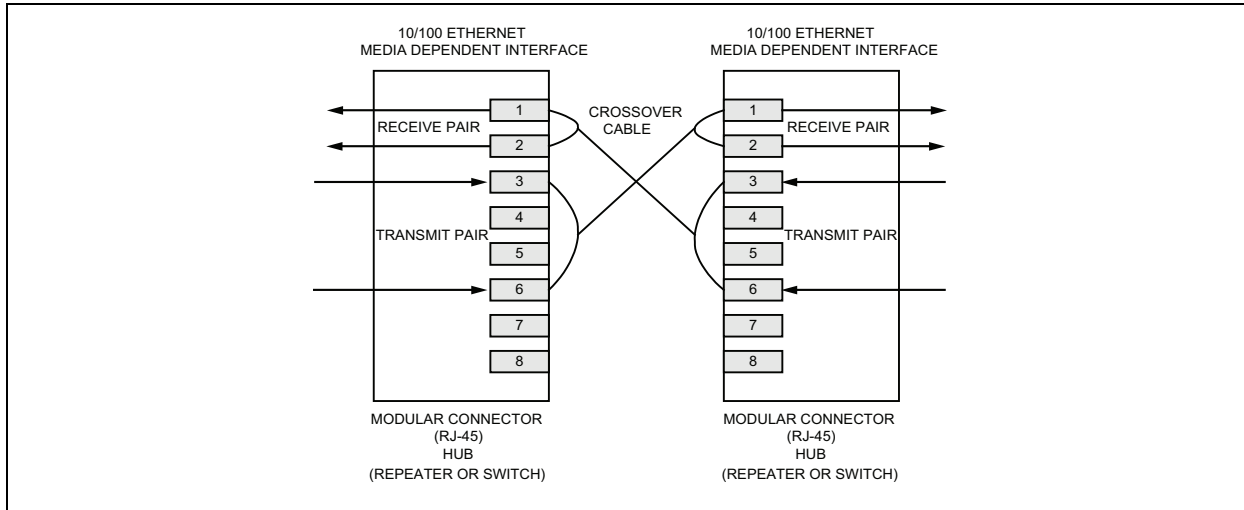 10/100 ETHERNET
MEDIA DEPENDENT INTERFACE
10/100 ETHERNET
MEDIA DEPENDENT INTERFACE
1
RECEIVE PAIR
2
3
4
TRANSMIT PAIR
5
6
7
8
CROSSOVER
CABLE
1
RECEIVE PAIR
2
3
4
TRANSMIT PAIR
5
6
7
8
MODULAR CONNECTOR
(RJ-45)
HUB
(REPEATER OR SWITCH)
MODULAR CONNECTOR
(RJ-45)
HUB
(REPEATER OR SWITCH)